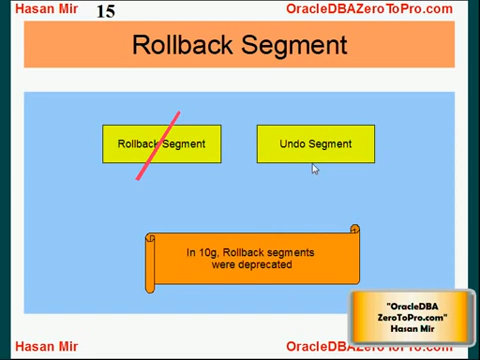 Hasan Mir 15 OracleDBAZeroToPro.com
Rollback Segment
Rollback Segment Undo Segment
In 10g, Rollback segments
were deprecated
"OracleDBA
ZeroToPro.com"
Hasan Mir
Hasan Mir OracleDBAZeroToPro.com